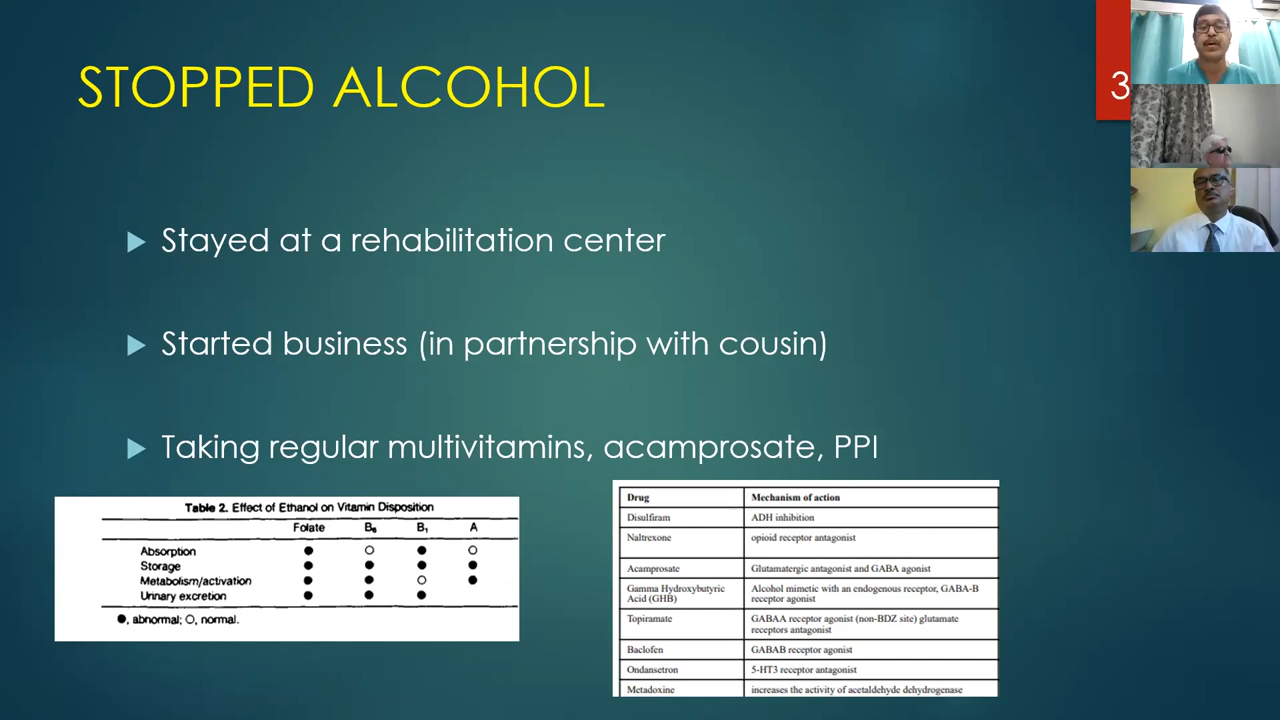 STOPPED ALCOHOL
3
Stayed at a rehabilitation center
Started business (in partnership with cousin)
Taking regular multivitamins, acamprosate, PPI
Table 2. Effect of Ethanol on Vitamin Disposition
Folate B₆ B₁ A
Absorption ● ○ ● ○
Storage ● ● ● ●
Metabolism/activation ● ● ○ ●
Urinary excretion ● ● ●
●, abnormal; ○, normal.
Drug Mechanism of action
Disulfiram ADH inhibition
Naltrexone opioid receptor antagonist
Acamprosate Glutamatergic antagonist and GABA agonist
Gamma Hydroxybutyric Alcohol mimetic with an endogenous receptor, GABA-B
Acid (GHB) receptor agonist
Topiramate GABAA receptor agonist (non-BDZ site) glutamate
receptors antagonist
Baclofen GABAB receptor agonist
Ondansetron 5-HT3 receptor antagonist
Metadoxine increases the activity of acetaldehyde dehydrogenase